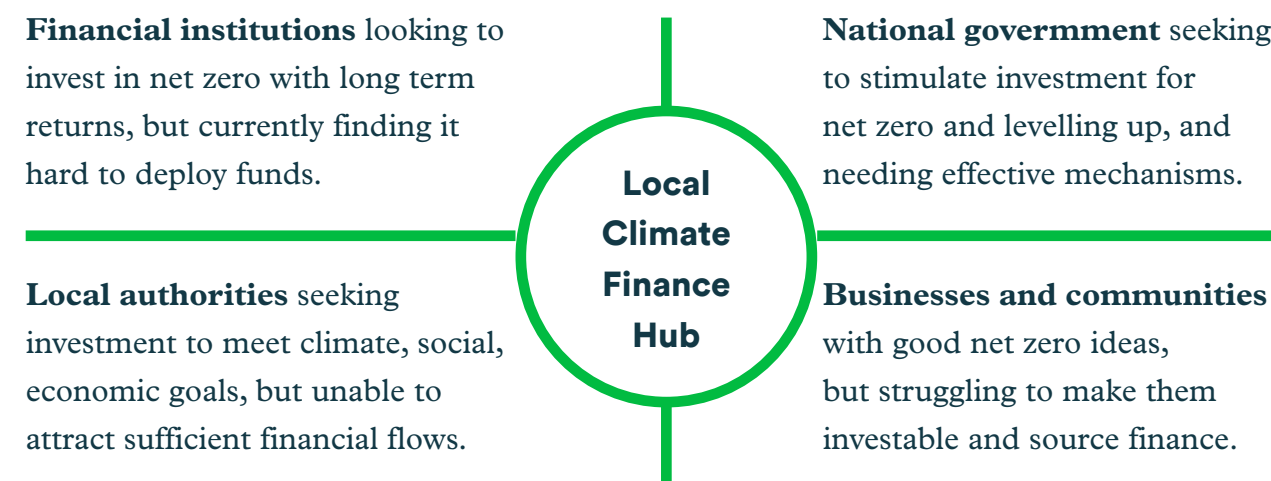 Financial institutions looking to
invest in net zero with long term
returns, but currently finding it
hard to deploy funds.
National govermment seeking
to stimulate investment for
net zero and levelling up, and
needing effective mechanisms.
Local
Climate
Finance
Hub
Local authorities seeking
investment to meet climate, social,
economic goals, but unable to
attract sufficient financial flows.
Businesses and communities
with good net zero ideas,
but struggling to make them
investable and source finance.